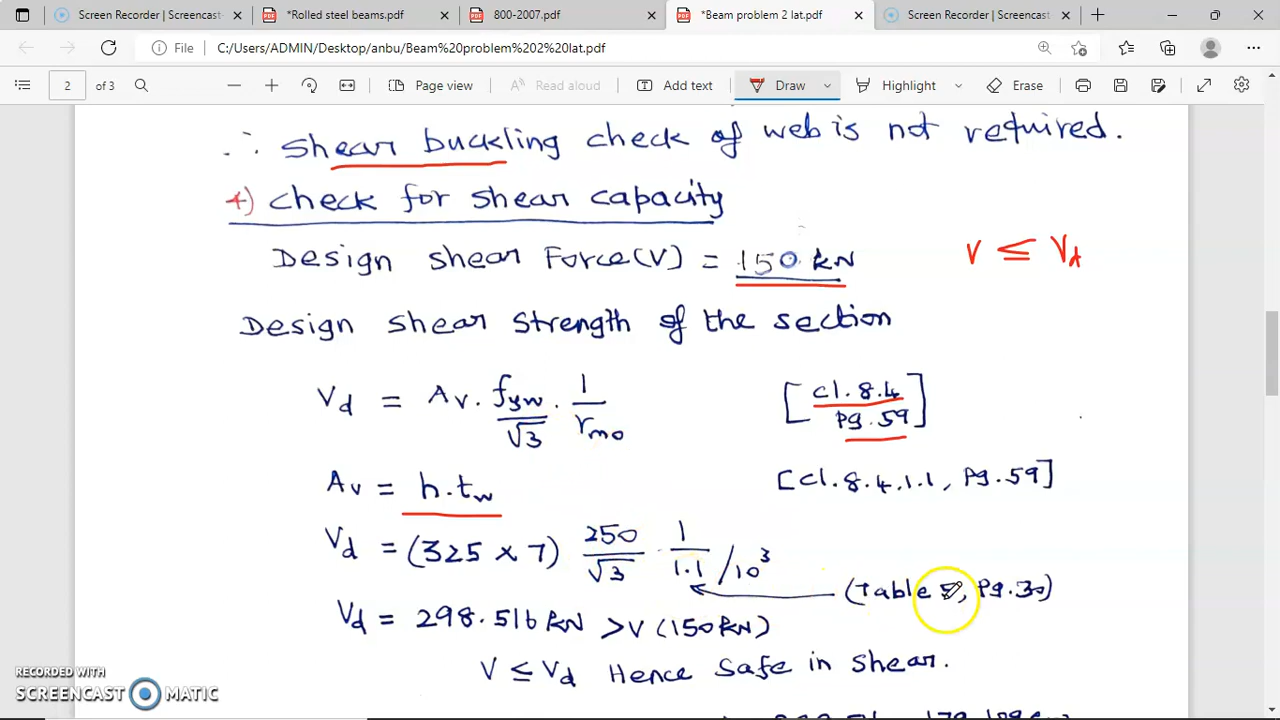 Screen Recorder | Screencast- × *Rolled steel beams.pdf × 800-2007.pdf × *Beam problem 2 lat.pdf × Screen Recorder | Screencast- ×
File C:/Users/ADMIN/Desktop/anbu/Beam%20problem%202%20lat.pdf
2 of 3 Page view Read aloud Add text Draw Highlight Erase
∴ shear buckling check of web is not required.
4) check for shear capacity
Design shear Force(V) = 150 kN V ≤ Vd
Design shear strength of the section
Vd = Av. fyw/√3 . 1/γmo [cl.8.4 Pg.59]
Av = h.tw [cl.8.4.1.1, Pg.59]
Vd = (325 × 7) 250/√3 . 1/1.1 /10³
(Table 5, Pg.30)
Vd = 298.516 kN > V (150 kN)
V ≤ Vd Hence safe in shear.
RECORDED WITH
SCREENCAST MATIC